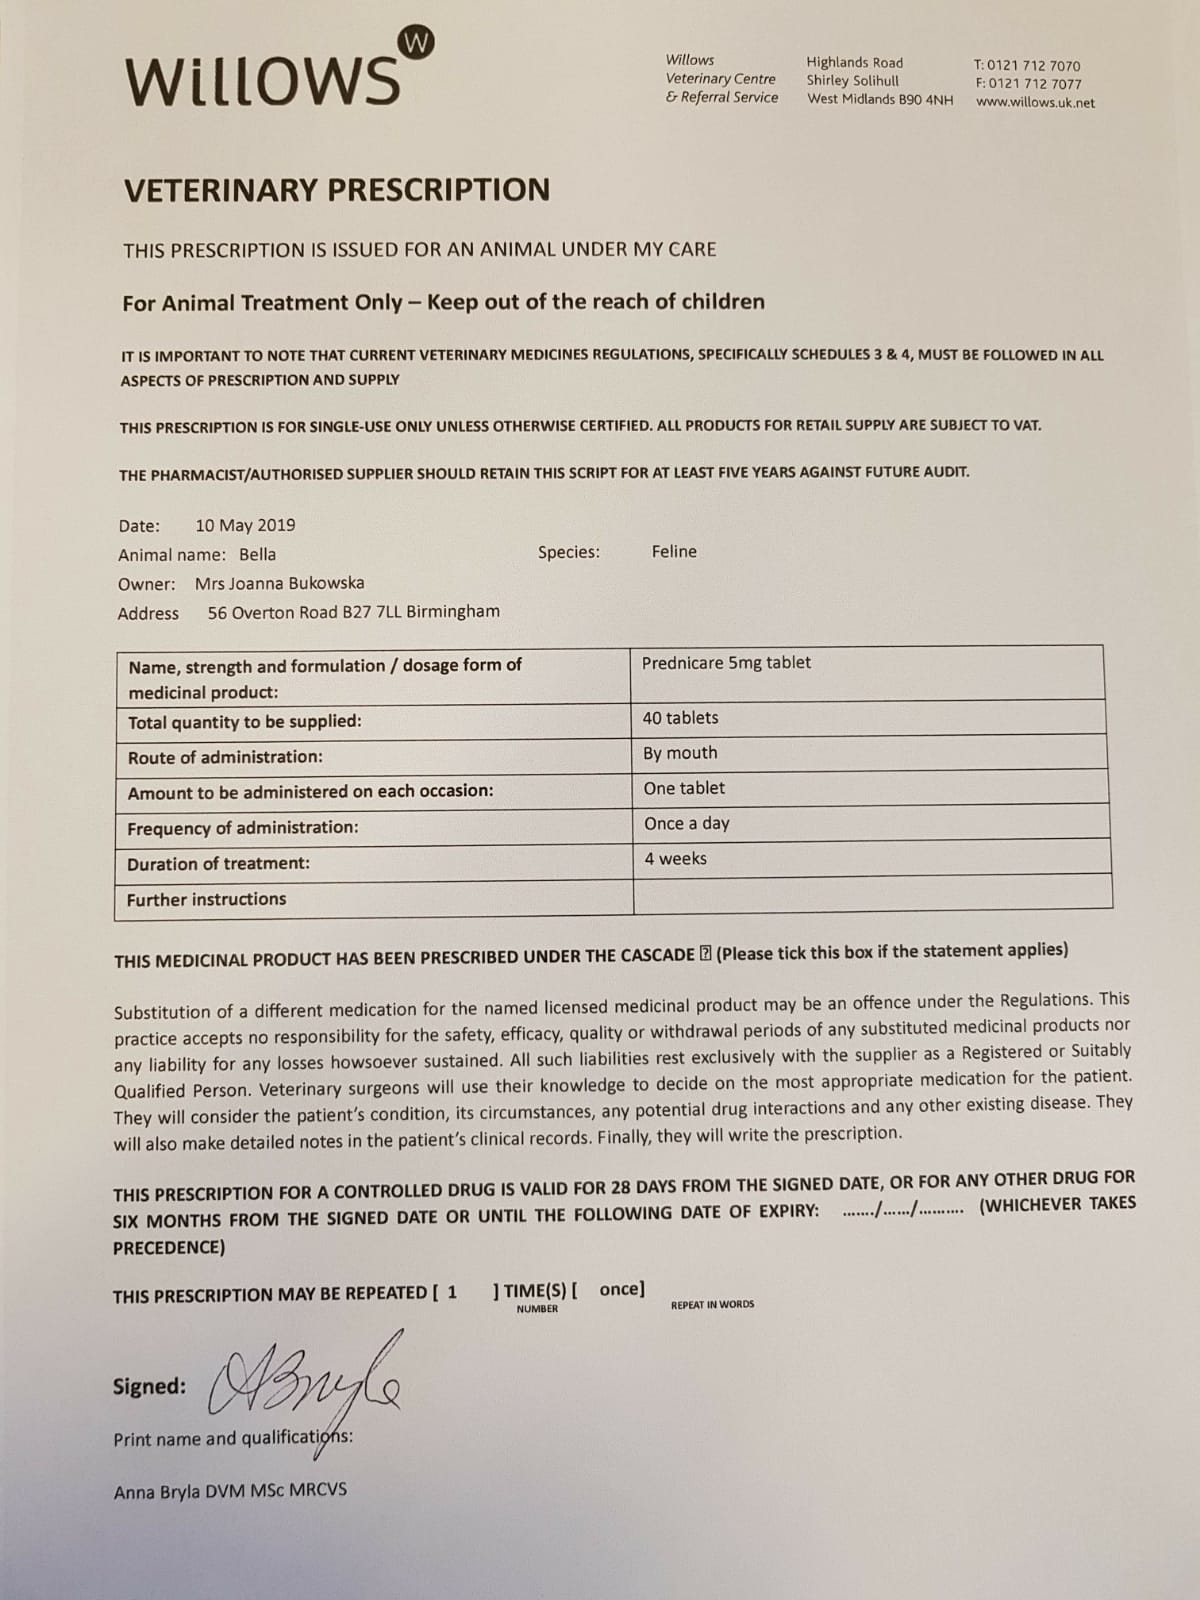 WillOWS W
Willows
Veterinary Centre
& Referral Service
Highlands Road
Shirley Solihull
West Midlands B90 4NH
T: 0121 712 7070
F: 0121 712 7077
www.willows.uk.net
VETERINARY PRESCRIPTION
THIS PRESCRIPTION IS ISSUED FOR AN ANIMAL UNDER MY CARE
For Animal Treatment Only – Keep out of the reach of children
IT IS IMPORTANT TO NOTE THAT CURRENT VETERINARY MEDICINES REGULATIONS, SPECIFICALLY SCHEDULES 3 & 4, MUST BE FOLLOWED IN ALL
ASPECTS OF PRESCRIPTION AND SUPPLY
THIS PRESCRIPTION IS FOR SINGLE-USE ONLY UNLESS OTHERWISE CERTIFIED. ALL PRODUCTS FOR RETAIL SUPPLY ARE SUBJECT TO VAT.
THE PHARMACIST/AUTHORISED SUPPLIER SHOULD RETAIN THIS SCRIPT FOR AT LEAST FIVE YEARS AGAINST FUTURE AUDIT.
Date: 10 May 2019
Animal name: Bella Species: Feline
Owner: Mrs Joanna Bukowska
Address 56 Overton Road B27 7LL Birmingham
Name, strength and formulation / dosage form of Prednicare 5mg tablet
medicinal product:
Total quantity to be supplied: 40 tablets
Route of administration: By mouth
Amount to be administered on each occasion: One tablet
Frequency of administration: Once a day
Duration of treatment: 4 weeks
Further instructions
THIS MEDICINAL PRODUCT HAS BEEN PRESCRIBED UNDER THE CASCADE ⍰ (Please tick this box if the statement applies)
Substitution of a different medication for the named licensed medicinal product may be an offence under the Regulations. This
practice accepts no responsibility for the safety, efficacy, quality or withdrawal periods of any substituted medicinal products nor
any liability for any losses howsoever sustained. All such liabilities rest exclusively with the supplier as a Registered or Suitably
Qualified Person. Veterinary surgeons will use their knowledge to decide on the most appropriate medication for the patient.
They will consider the patient's condition, its circumstances, any potential drug interactions and any other existing disease. They
will also make detailed notes in the patient's clinical records. Finally, they will write the prescription.
THIS PRESCRIPTION FOR A CONTROLLED DRUG IS VALID FOR 28 DAYS FROM THE SIGNED DATE, OR FOR ANY OTHER DRUG FOR
SIX MONTHS FROM THE SIGNED DATE OR UNTIL THE FOLLOWING DATE OF EXPIRY: ......./....../.......... (WHICHEVER TAKES
PRECEDENCE)
THIS PRESCRIPTION MAY BE REPEATED [ 1 ] TIME(S) [ once]
NUMBER REPEAT IN WORDS
Signed: ABryla
Print name and qualifications:
Anna Bryla DVM MSc MRCVS